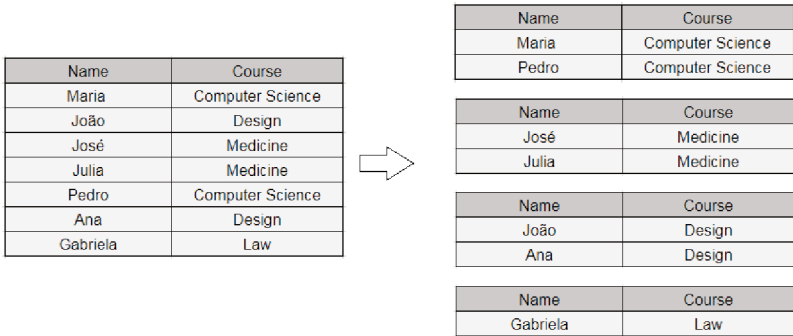 Name Course
Maria Computer Science
João Design
José Medicine
Julia Medicine
Pedro Computer Science
Ana Design
Gabriela Law
Name Course
Maria Computer Science
Pedro Computer Science
Name Course
José Medicine
Julia Medicine
Name Course
João Design
Ana Design
Name Course
Gabriela Law